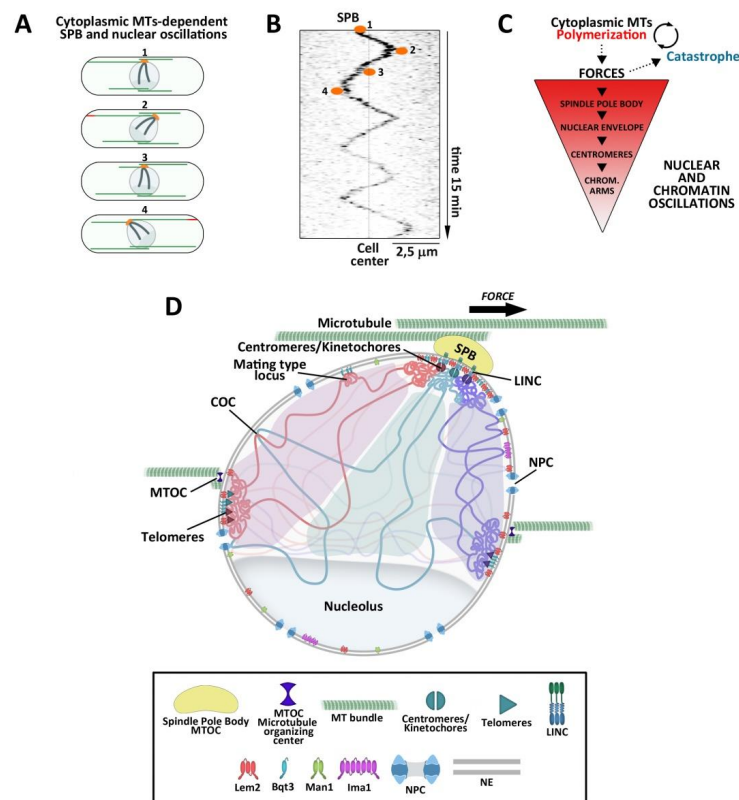 A
Cytoplasmic MTs-dependent
SPB and nuclear oscillations
1
2
3
4
B
SPB
1
2
3
4
time 15 min
Cell
center
2,5 µm
C
Cytoplasmic MTs
Polymerization
Catastrophe
FORCES
SPINDLE POLE BODY
NUCLEAR ENVELOPE
CENTROMERES
CHROM.
ARMS
NUCLEAR
AND
CHROMATIN
OSCILLATIONS
D
FORCE
Microtubule
Centromeres/Kinetochores
SPB
Mating type
locus
LINC
COC
NPC
MTOC
Telomeres
Nucleolus
Spindle Pole Body
MTOC
MTOC
Microtubule
organizing
center
MT bundle
Centromeres/
Kinetochores
Telomeres
LINC
Lem2
Bqt3
Man1
Ima1
NPC
NE